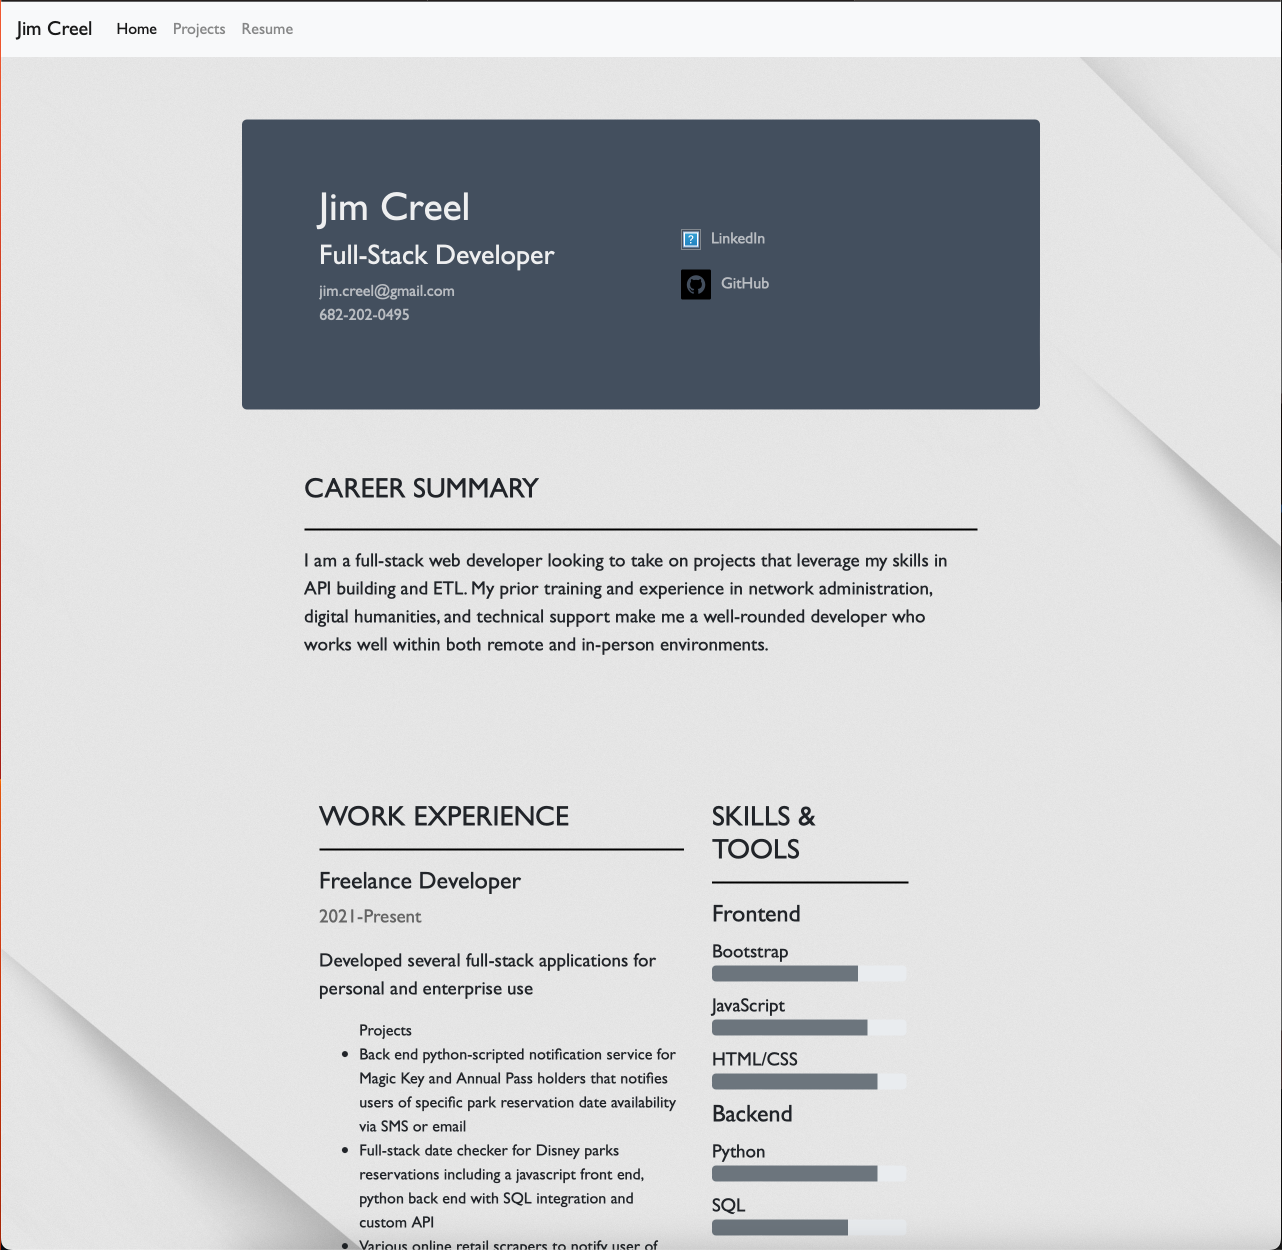 Jim Creel Home Projects Resume
Jim Creel
Full-Stack Developer
jim.creel@gmail.com
682-202-0495
? LinkedIn
GitHub
CAREER SUMMARY
I am a full-stack web developer looking to take on projects that leverage my skills in
API building and ETL. My prior training and experience in network administration,
digital humanities, and technical support make me a well-rounded developer who
works well within both remote and in-person environments.
WORK EXPERIENCE
Freelance Developer
2021-Present
Developed several full-stack applications for
personal and enterprise use
Projects
• Back end python-scripted notification service for
Magic Key and Annual Pass holders that notifies
users of specific park reservation date availability
via SMS or email
• Full-stack date checker for Disney parks
reservations including a javascript front end,
python back end with SQL integration and
custom API
• Various online retail scrapers to notify user of
SKILLS &
TOOLS
Frontend
Bootstrap
JavaScript
HTML/CSS
Backend
Python
SQL